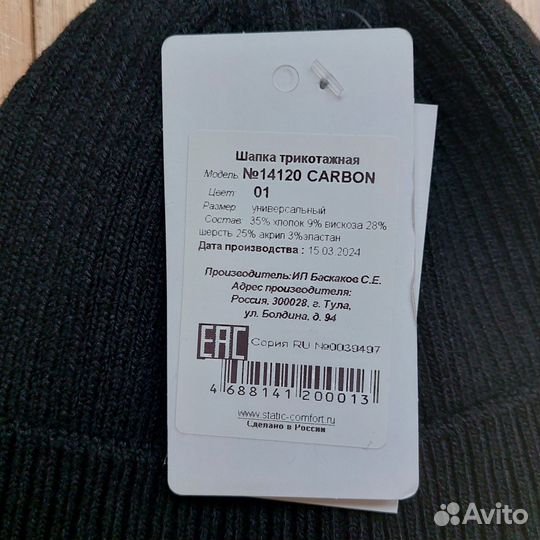 Шапка трикотажная
Модель: №14120 CARBON
Цвет: 01
Размер: универсальный
Состав: 35% хлопок 9% вискоза 28%
шерсть 25% акрил 3%эластан
Дата производства : 15.03.2024
Производитель:ИП Баскаков С.Е.
Адрес производителя:
Россия, 300028, г. Тула,
ул. Болдина, д. 94
EAC Серия RU №0039497
4 688141 200013
www.static-comfort.ru
Сделано в России
Avito